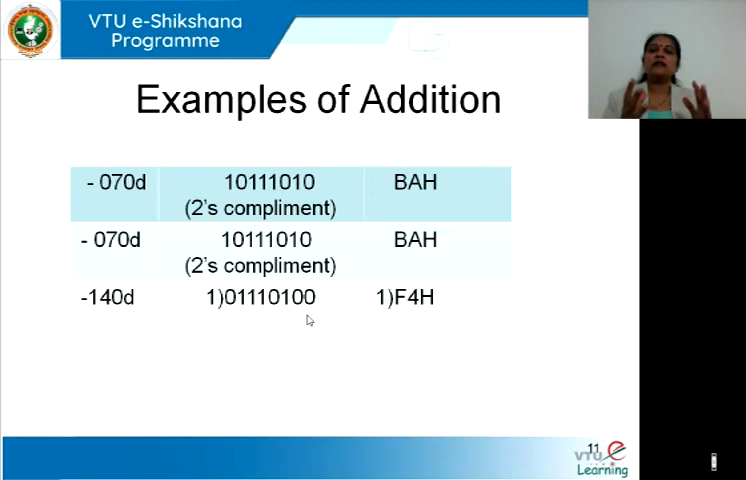 VTU e-Shikshana
Programme
Examples of Addition
- 070d 10111010 BAH
(2's compliment)
- 070d 10111010 BAH
(2's compliment)
-140d 1)01110100 1)F4H
11
VTU e
Learning